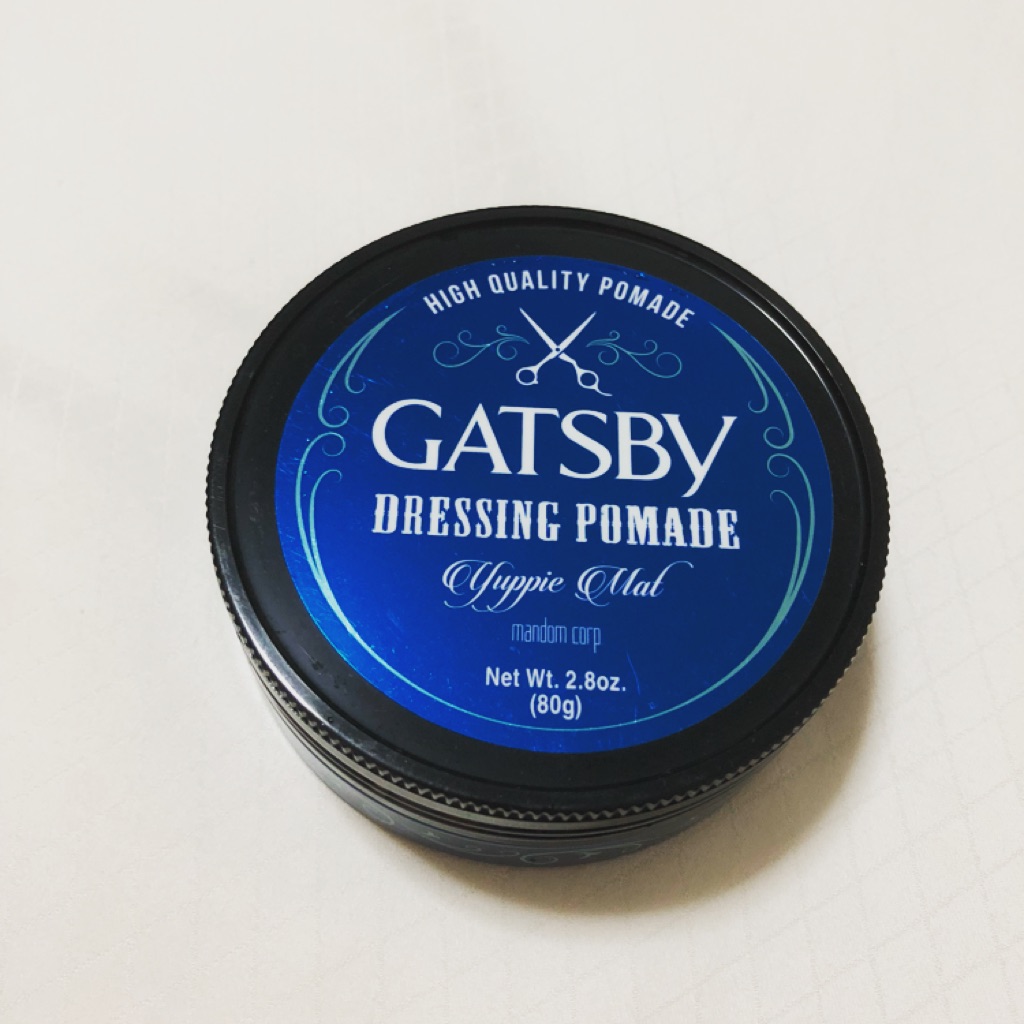 HIGH QUALITY POMADE
GATSBY
DRESSING POMADE
Yuppie Mat
mandom corp
Net Wt. 2.8oz.
(80g)